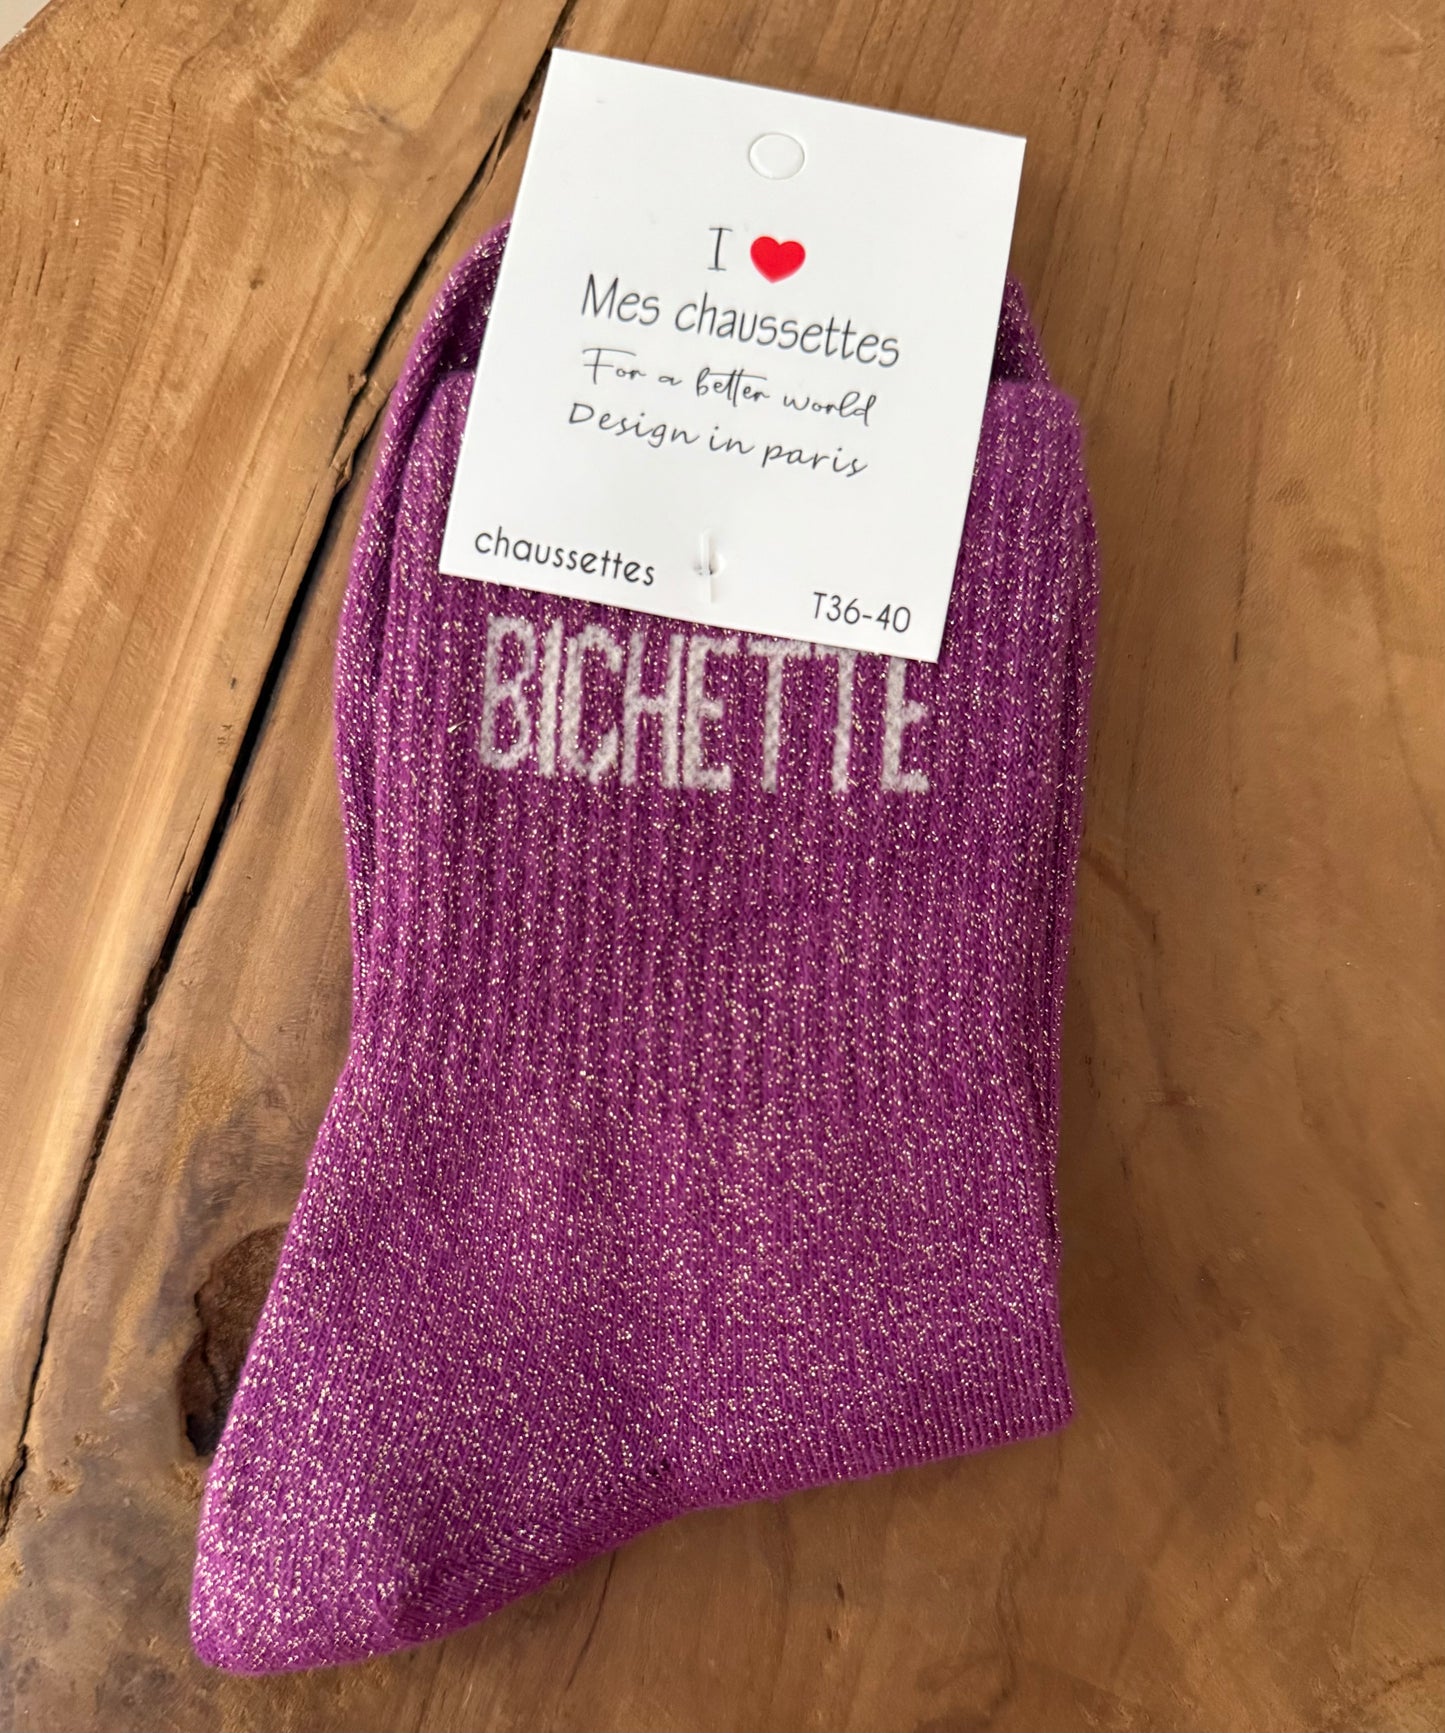 I ❤
Mes chaussettes
For a better world
Design in paris
chaussettes
T36-40
BICHETTE